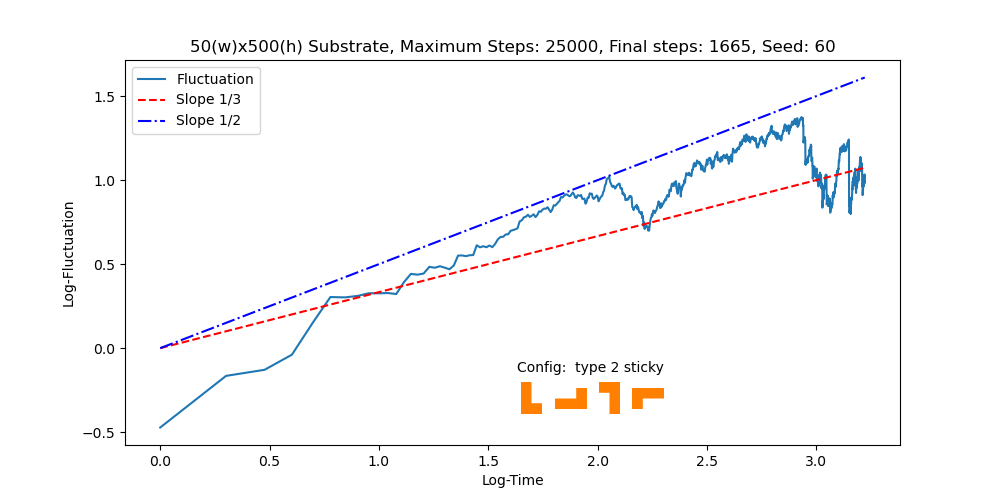 50(w)x500(h) Substrate, Maximum Steps: 25000, Final steps: 1665, Seed: 60
Fluctuation
Slope 1/3
Slope 1/2
Log-Fluctuation
1.5
1.0
0.5
0.0
−0.5
Config:  type 2 sticky
0.0 0.5 1.0 1.5 2.0 2.5 3.0
Log-Time